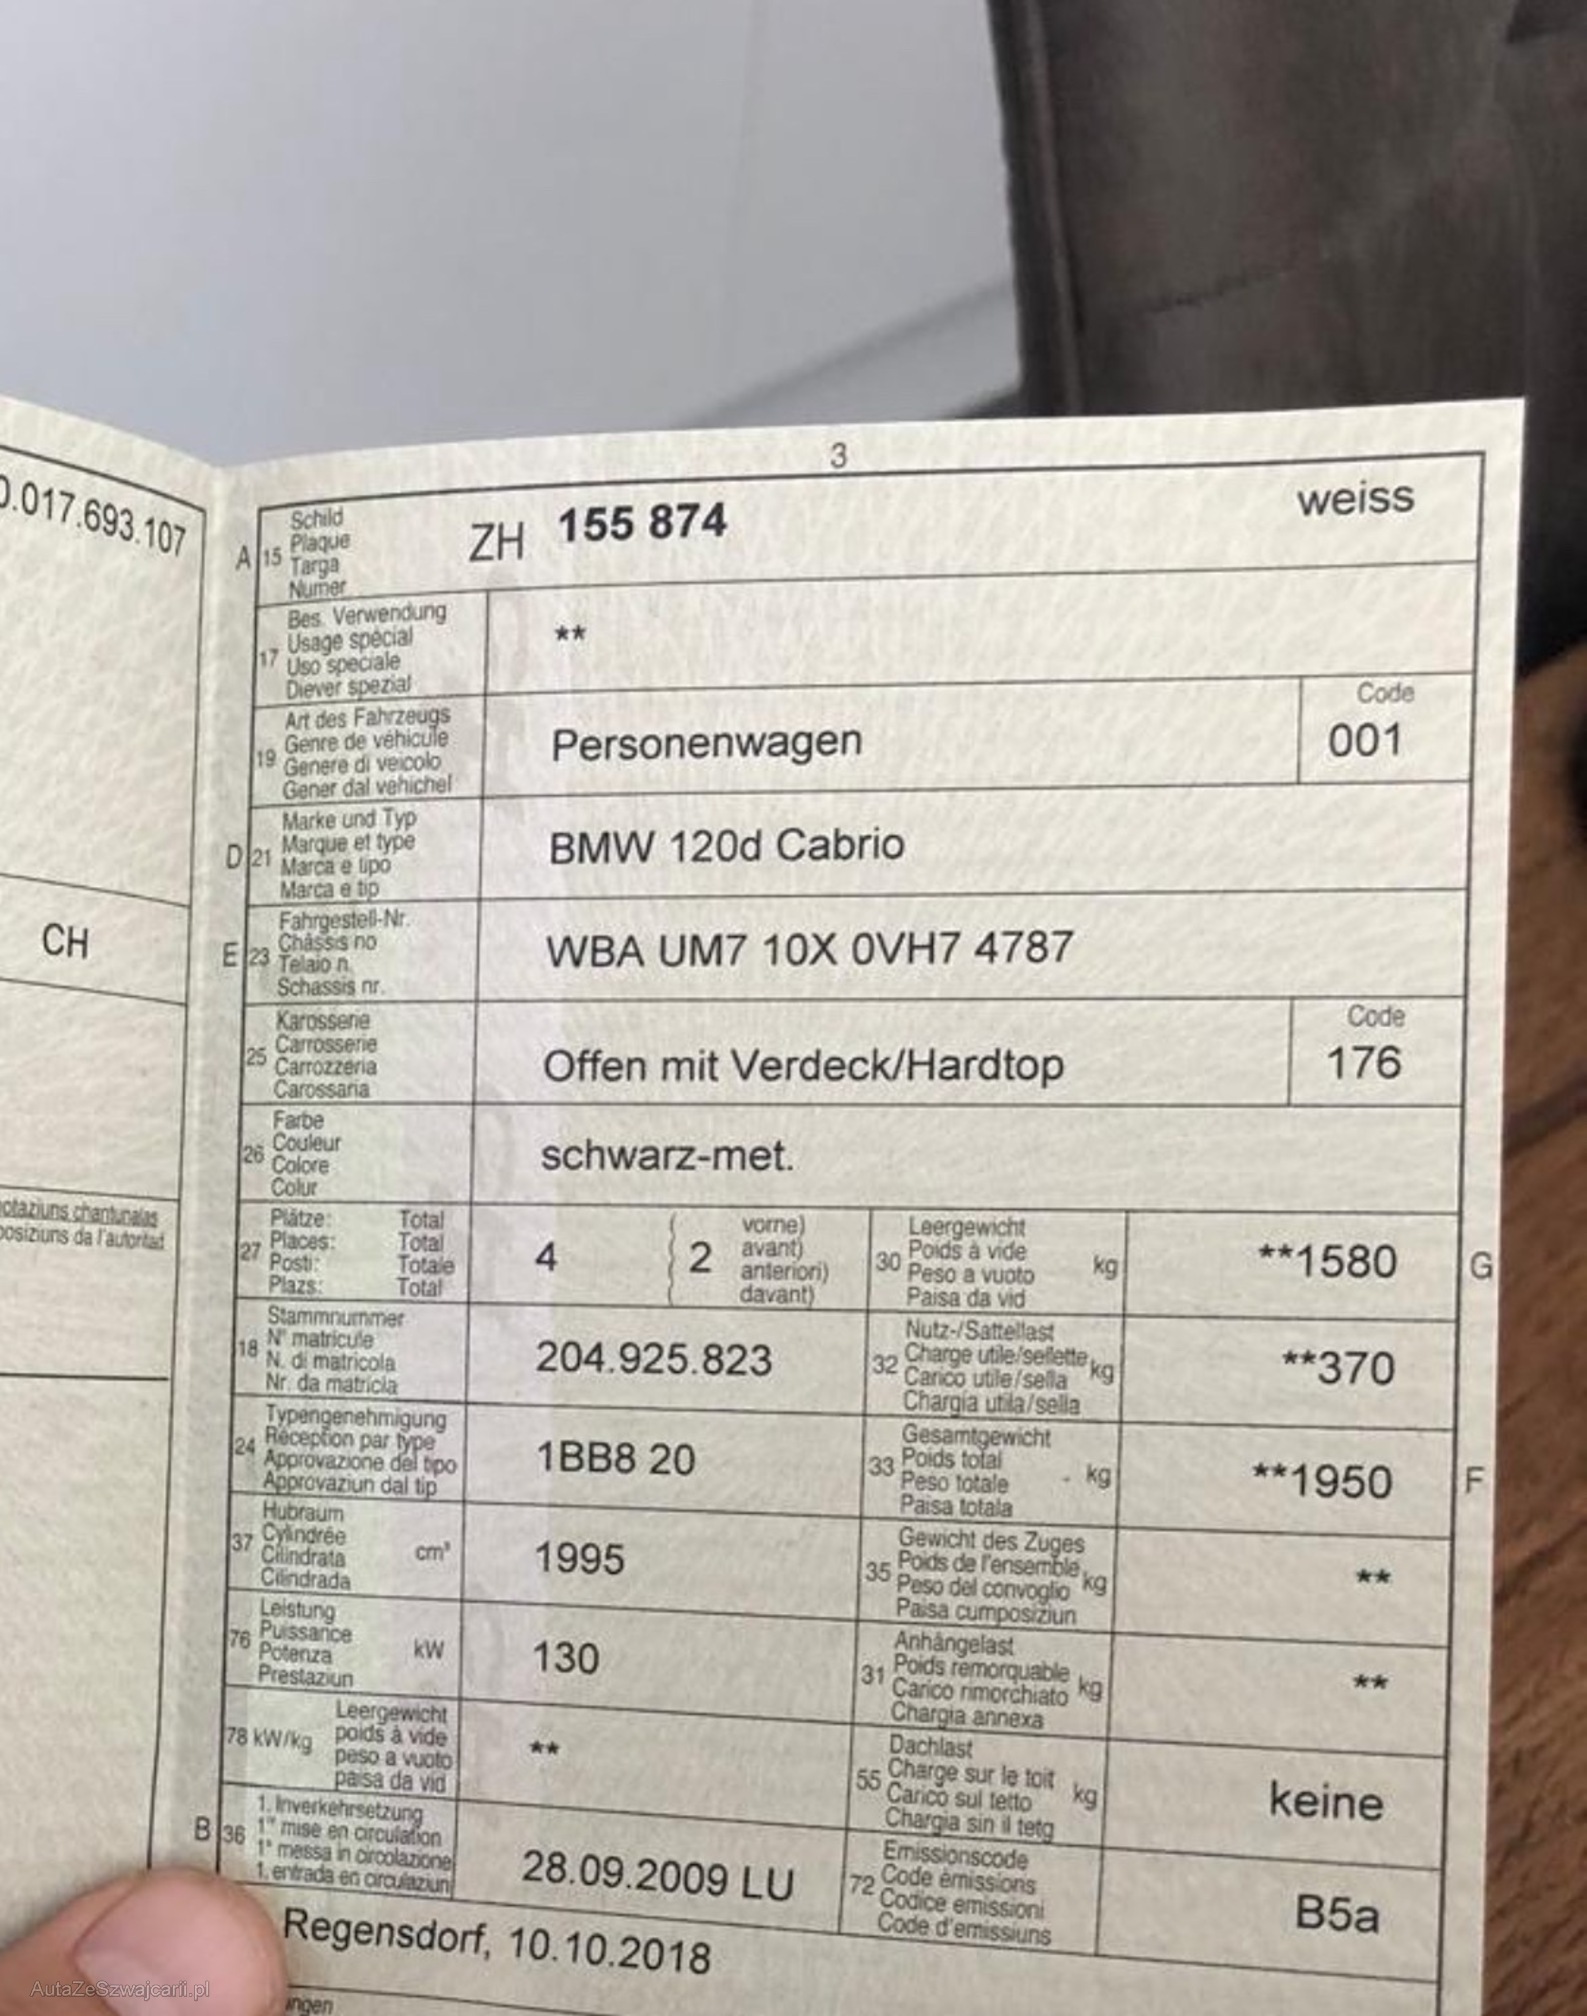 0.017.693.107
CH
otaziuns chantunalas
posiziuns da l'autoritad
3
A 15 Schild
Plaque
Targa
Numer
ZH 155 874 weiss
17 Bes. Verwendung
Usage spécial
Uso speciale
Diever spezial
**
19 Art des Fahrzeugs
Genre de véhicule
Genere di veicolo
Gener dal vehichel
Personenwagen
Code
001
D 21 Marke und Typ
Marque et type
Marca e tipo
Marca e tip
BMW 120d Cabrio
E 23 Fahrgestell-Nr.
Châssis no
Telaio n.
Schassis nr.
WBA UM7 10X 0VH7 4787
25 Karosserie
Carrosserie
Carrozzeria
Carossaria
Offen mit Verdeck/Hardtop
Code
176
26 Farbe
Couleur
Colore
Colur
schwarz-met.
27 Plätze: Total
Places: Total
Posti: Totale
Plazs: Total
4 ( 2 vorne)
avant)
anteriori)
davant)
30 Leergewicht
Poids à vide
Peso a vuoto
Paisa da vid
kg
**1580
G
18 Stammnummer
N° matricule
N. di matricola
Nr. da matricla
204.925.823
32 Nutz-/Sattellast
Charge utile/sellette
Carico utile/sella
Chargia utila/sella
kg
**370
24 Typengenehmigung
Réception par type
Approvazione del tipo
Approvaziun dal tip
1BB8 20
33 Gesamtgewicht
Poids total
Peso totale
Paisa totala
- kg
**1950
F
37 Hubraum
Cylindrée
Cilindrata
Cilindrada
cm³
1995
35 Gewicht des Zuges
Poids de l'ensemble
Peso del convoglio
Paisa cumposiziun
kg
**
76 Leistung
Puissance
Potenza
Prestaziun
kW
130
31 Anhängelast
Poids remorquable
Carico rimorchiato
Chargia annexa
kg
**
78 kW/kg Leergewicht
poids à vide
peso a vuoto
paisa da vid
**
55 Dachlast
Charge sur le toit
Carico sul tetto
Chargia sin il tetg
kg
keine
B 36 1. Inverkehrsetzung
1re mise en circulation
1a messa in circolazione
1. entrada en circulaziun
28.09.2009 LU
72 Emissionscode
Code émissions
Codice emissioni
Code d'emissiuns
B5a
Regensdorf, 10.10.2018
AutaZeSzwajcarii.pl
ngen